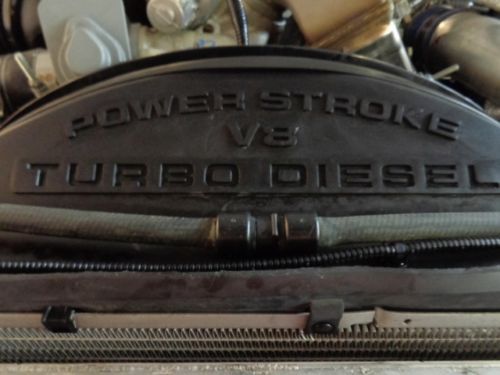 POWER STROKE
V8
TURBO DIESEL